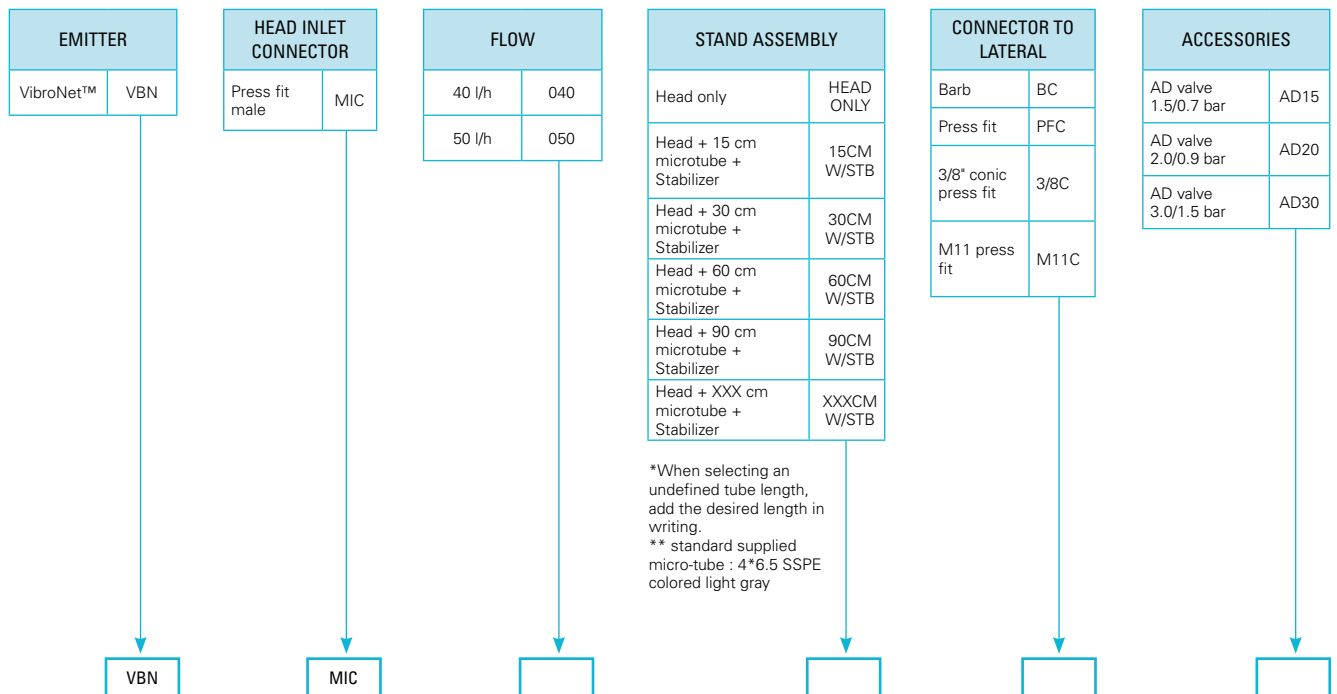 EMITTER
VibroNet™ VBN
HEAD INLET
CONNECTOR
Press fit
male
MIC
FLOW
40 l/h 040
50 l/h 050
STAND ASSEMBLY
Head only
HEAD
ONLY
Head + 15 cm
microtube +
Stabilizer
15CM
W/STB
Head + 30 cm
microtube +
Stabilizer
30CM
W/STB
Head + 60 cm
microtube +
Stabilizer
60CM
W/STB
Head + 90 cm
microtube +
Stabilizer
90CM
W/STB
Head + XXX cm
microtube +
Stabilizer
XXXCM
W/STB
*When selecting an
undefined tube length,
add the desired length in
writing.
** standard supplied
micro-tube : 4*6.5 SSPE
colored light gray
CONNECTOR TO
LATERAL
Barb BC
Press fit PFC
3/8" conic
press fit
3/8C
M11 press
fit
M11C
ACCESSORIES
AD valve
1.5/0.7 bar
AD15
AD valve
2.0/0.9 bar
AD20
AD valve
3.0/1.5 bar
AD30
VBN
MIC